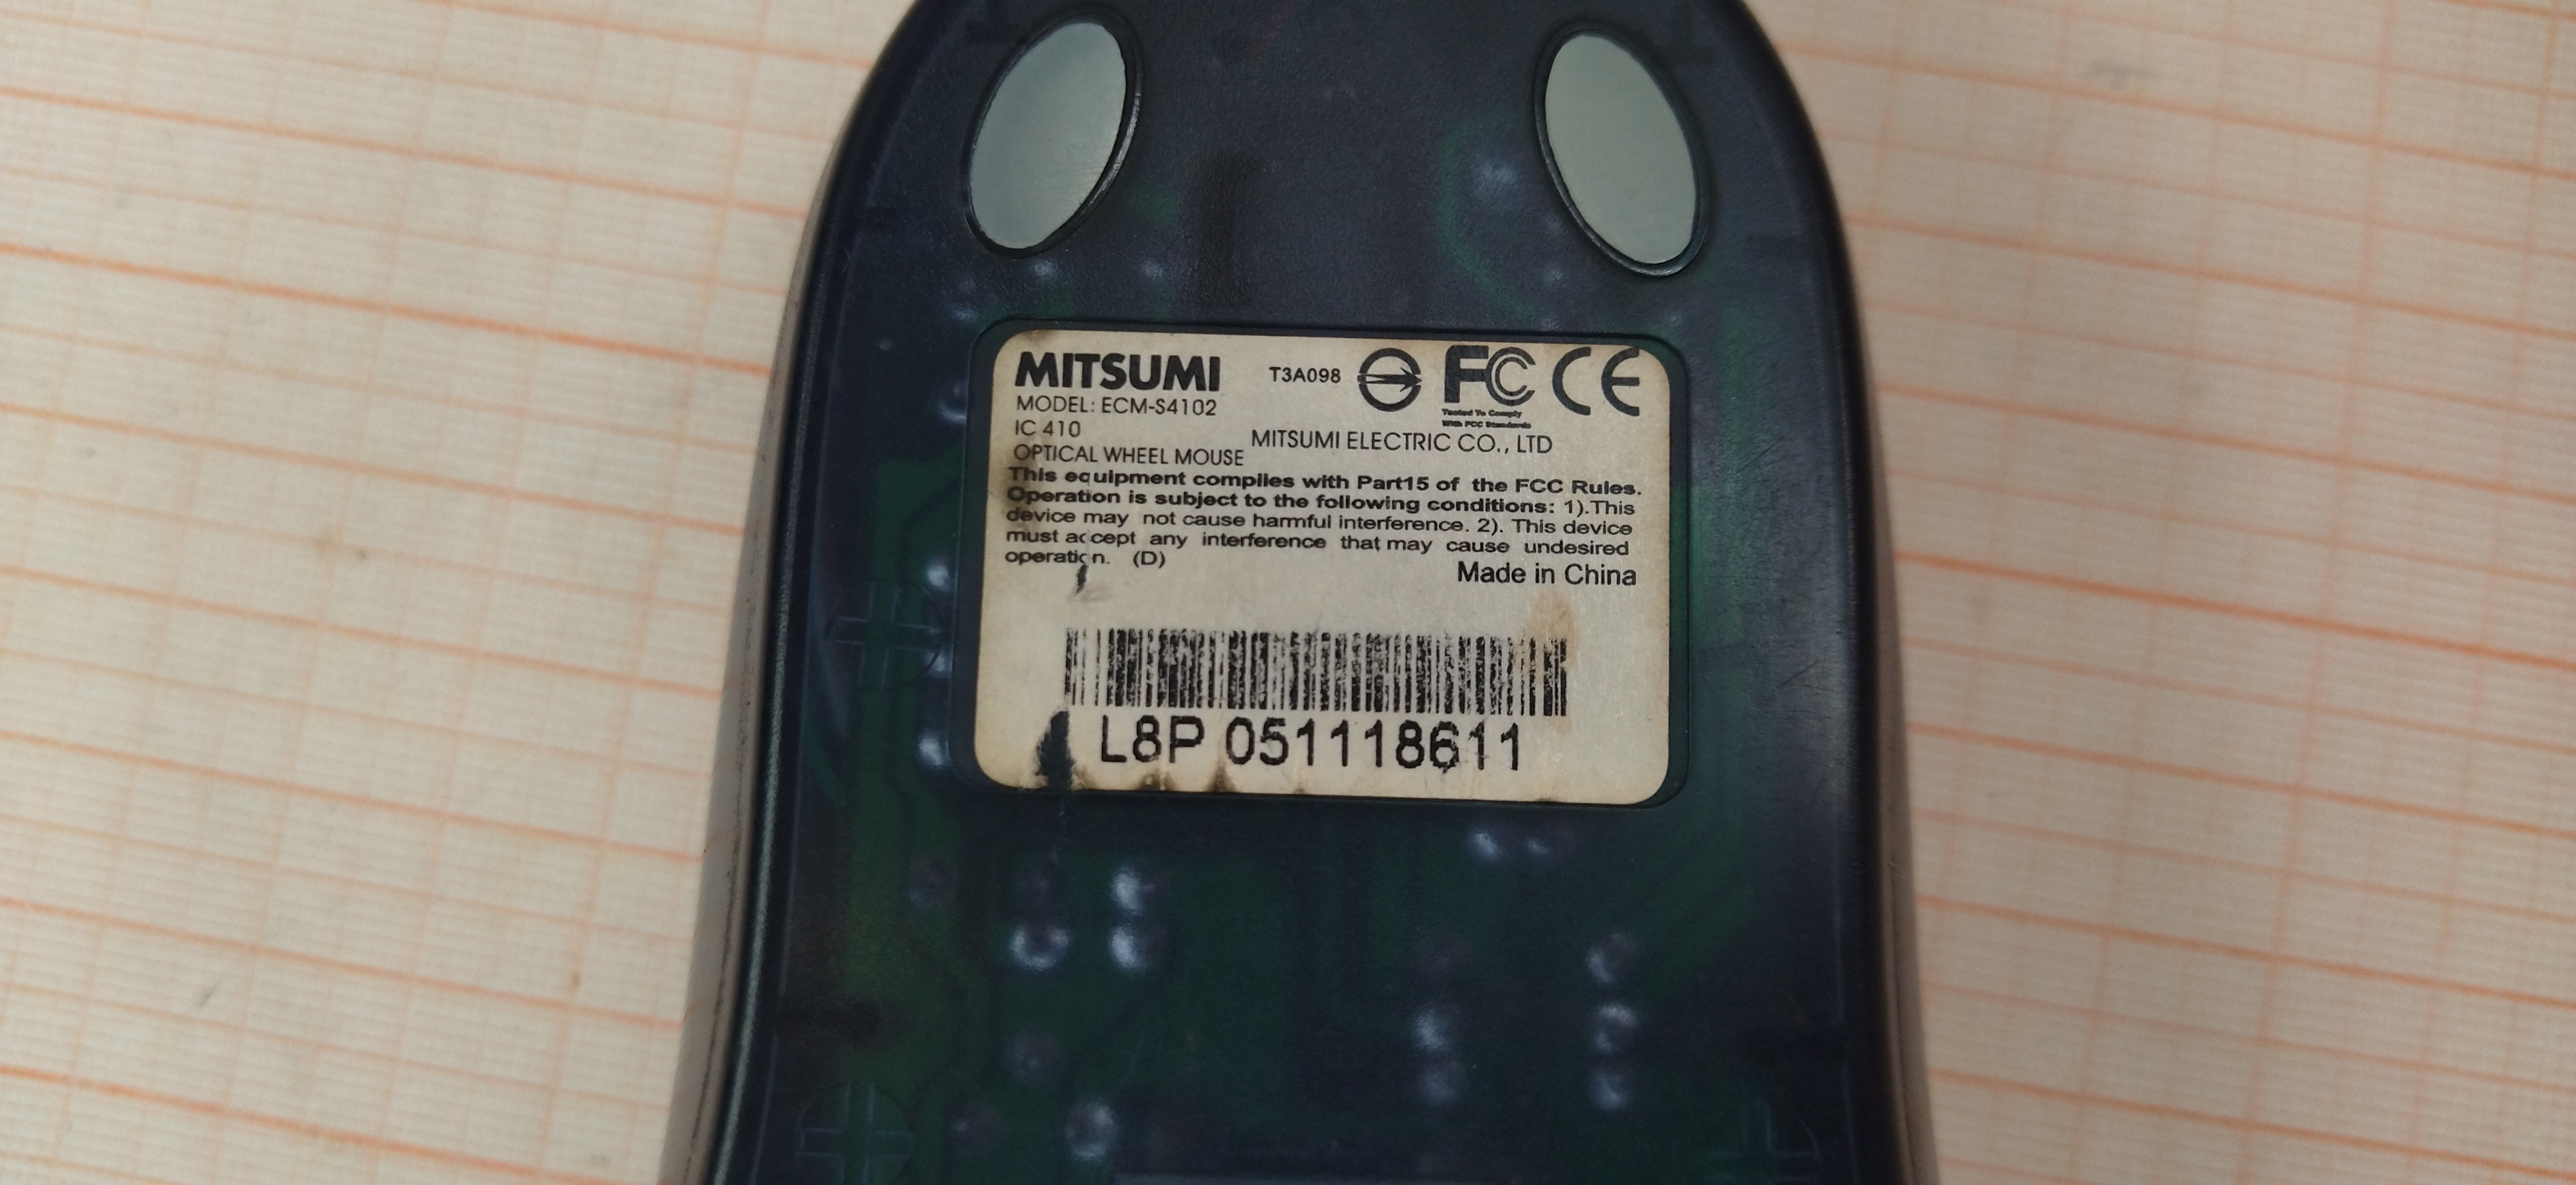 MITSUMI
T3A098
FC CE
Tested To Comply
With FCC Standards
MODEL: ECM-S4102
IC 410
MITSUMI ELECTRIC CO., LTD
OPTICAL WHEEL MOUSE
This equipment complies with Part15 of the FCC Rules.
Operation is subject to the following conditions: 1).This
device may not cause harmful interference. 2). This device
must accept any interference that may cause undesired
operation. (D)
Made in China
L8P 051118611